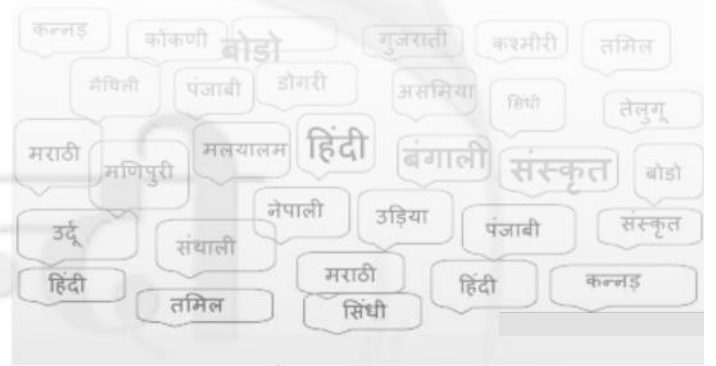 कन्नड़ कोंकणी बोडो गुजराती कश्मीरी तमिल
मैथिली पंजाबी डोगरी असमिया सिंधी तेलुगू
मराठी मणिपुरी मलयालम हिंदी बंगाली संस्कृत बोडो
उर्दू संथाली नेपाली उड़िया पंजाबी संस्कृत
हिंदी तमिल मराठी सिंधी हिंदी कन्नड़